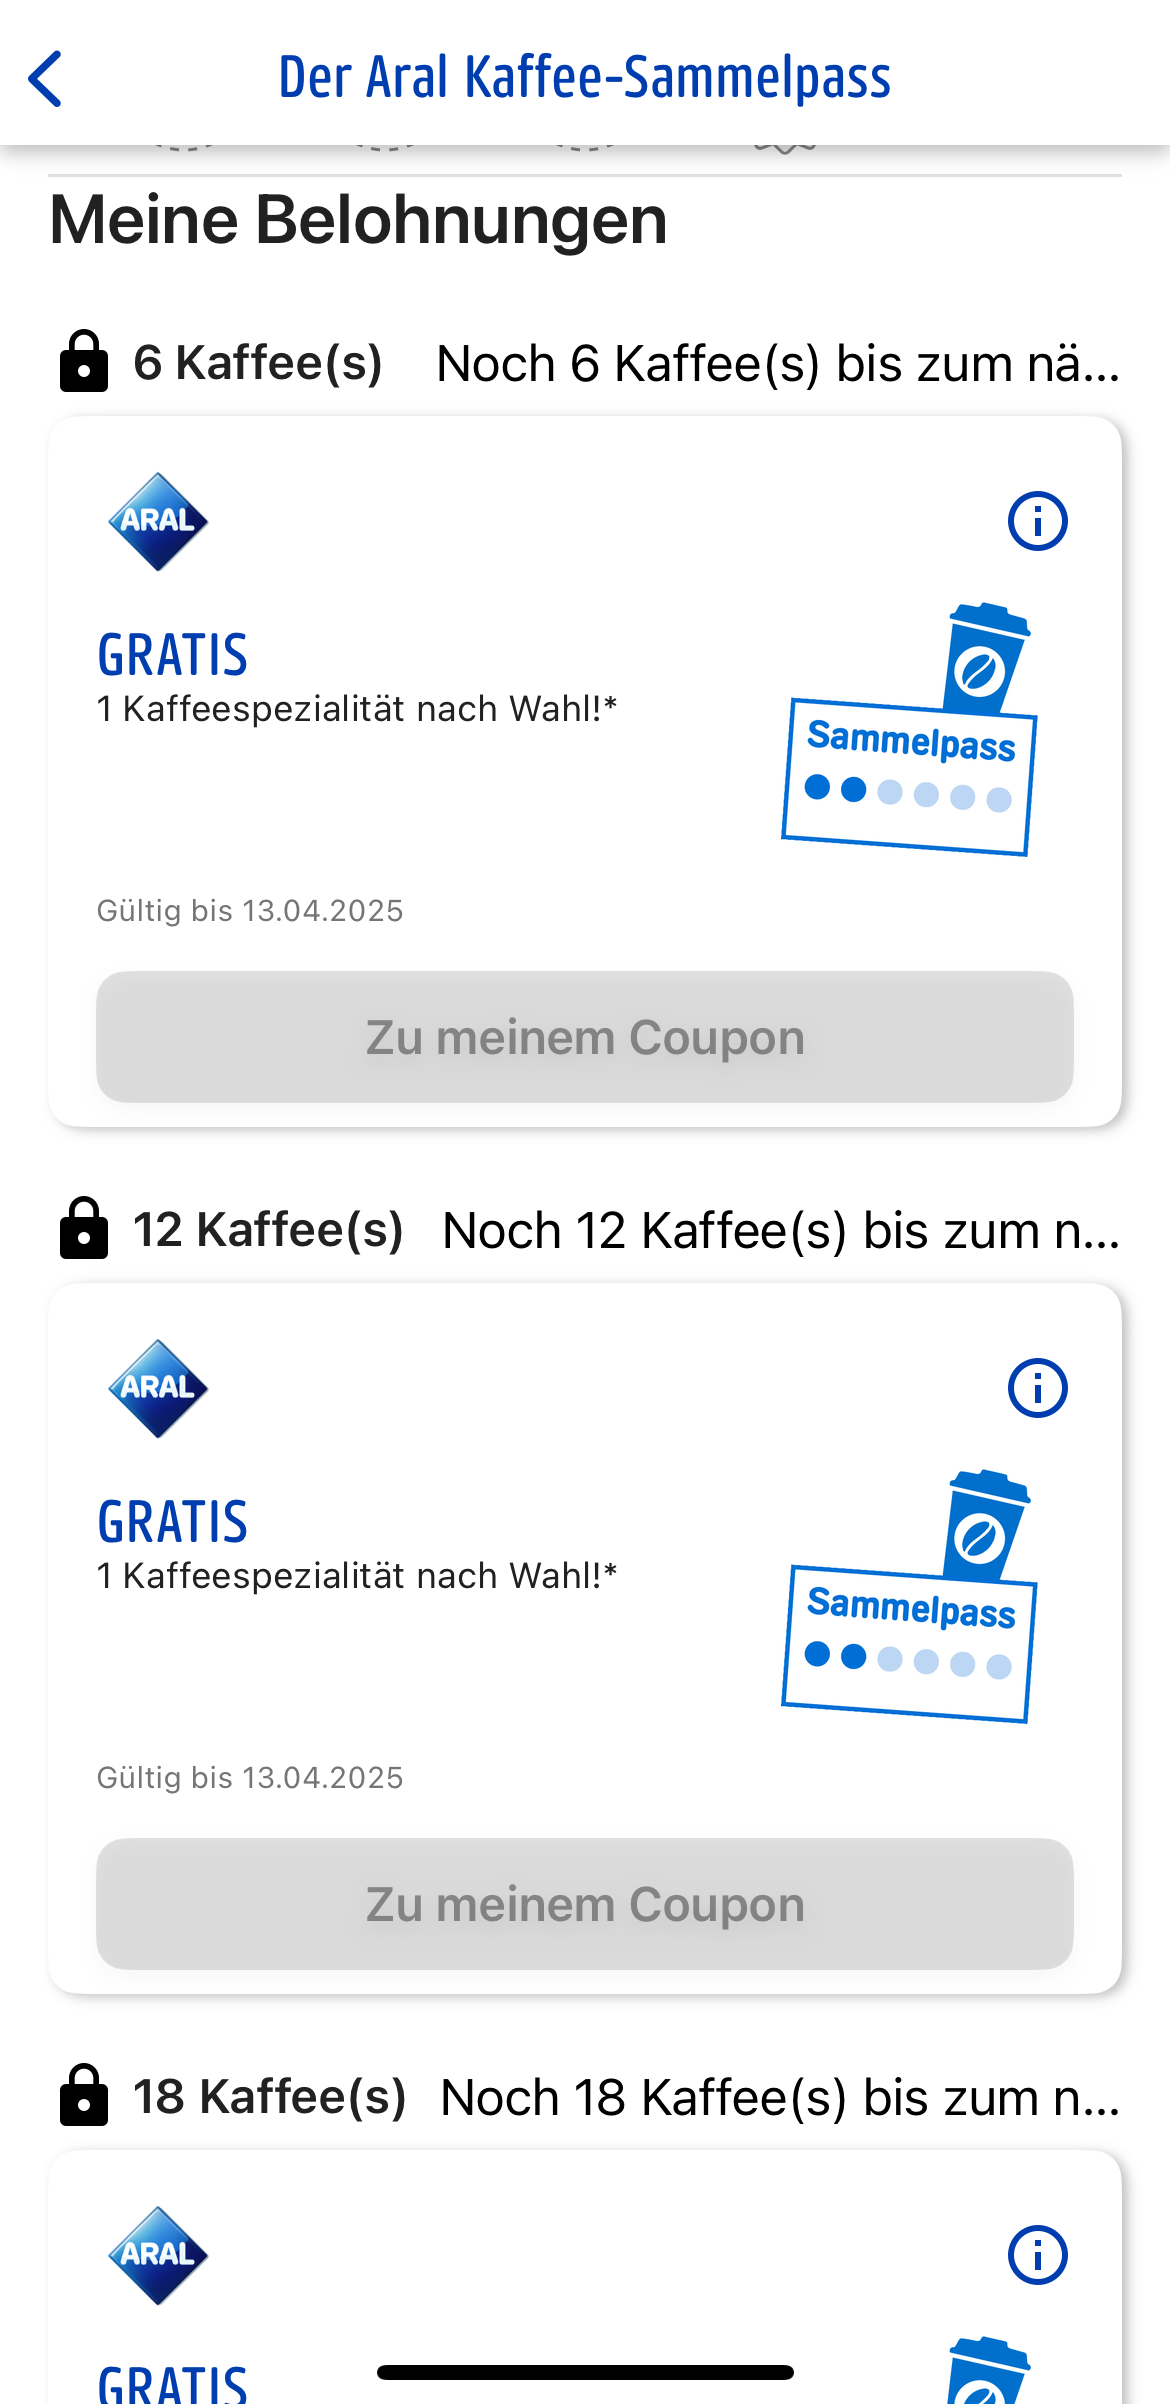 Der Aral Kaffee-Sammelpass
Meine Belohnungen
6 Kaffee(s) Noch 6 Kaffee(s) bis zum nä...
ARAL
GRATIS
1 Kaffeespezialität nach Wahl!*
Sammelpass
Gültig bis 13.04.2025
Zu meinem Coupon
12 Kaffee(s) Noch 12 Kaffee(s) bis zum n...
ARAL
GRATIS
1 Kaffeespezialität nach Wahl!*
Sammelpass
Gültig bis 13.04.2025
Zu meinem Coupon
18 Kaffee(s) Noch 18 Kaffee(s) bis zum n...
ARAL
GRATIS